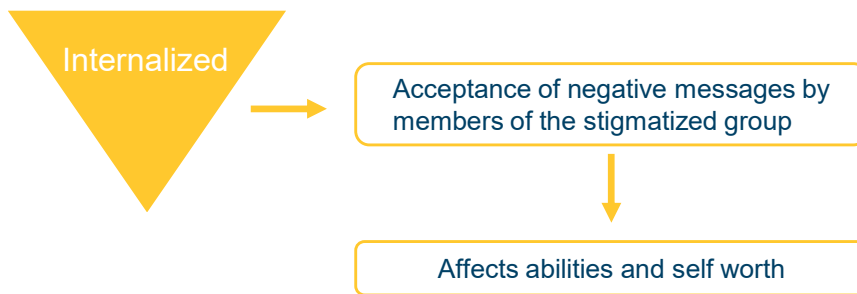 Internalized
Acceptance of negative messages by
members of the stigmatized group
Affects abilities and self worth